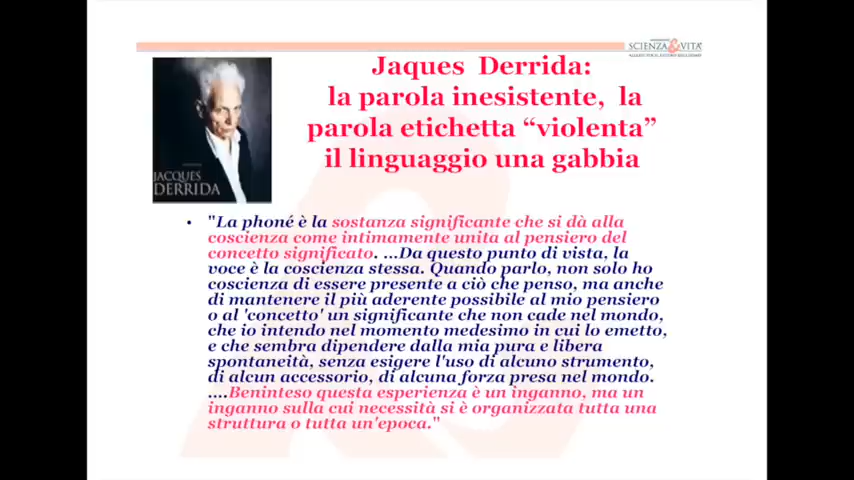 SCIENZA&VITA
Jaques Derrida:
la parola inesistente, la
parola etichetta “violenta”
il linguaggio una gabbia
JACQUES
DERRIDA
• "La phoné è la sostanza significante che si dà alla
coscienza come intimamente unita al pensiero del
concetto significato. ...Da questo punto di vista, la
voce è la coscienza stessa. Quando parlo, non solo ho
coscienza di essere presente a ciò che penso, ma anche
di mantenere il più aderente possibile al mio pensiero
o al 'concetto' un significante che non cade nel mondo,
che io intendo nel momento medesimo in cui lo emetto,
e che sembra dipendere dalla mia pura e libera
spontaneità, senza esigere l'uso di alcuno strumento,
di alcun accessorio, di alcuna forza presa nel mondo.
....Beninteso questa esperienza è un inganno, ma un
inganno sulla cui necessità si è organizzata tutta una
struttura o tutta un'epoca."